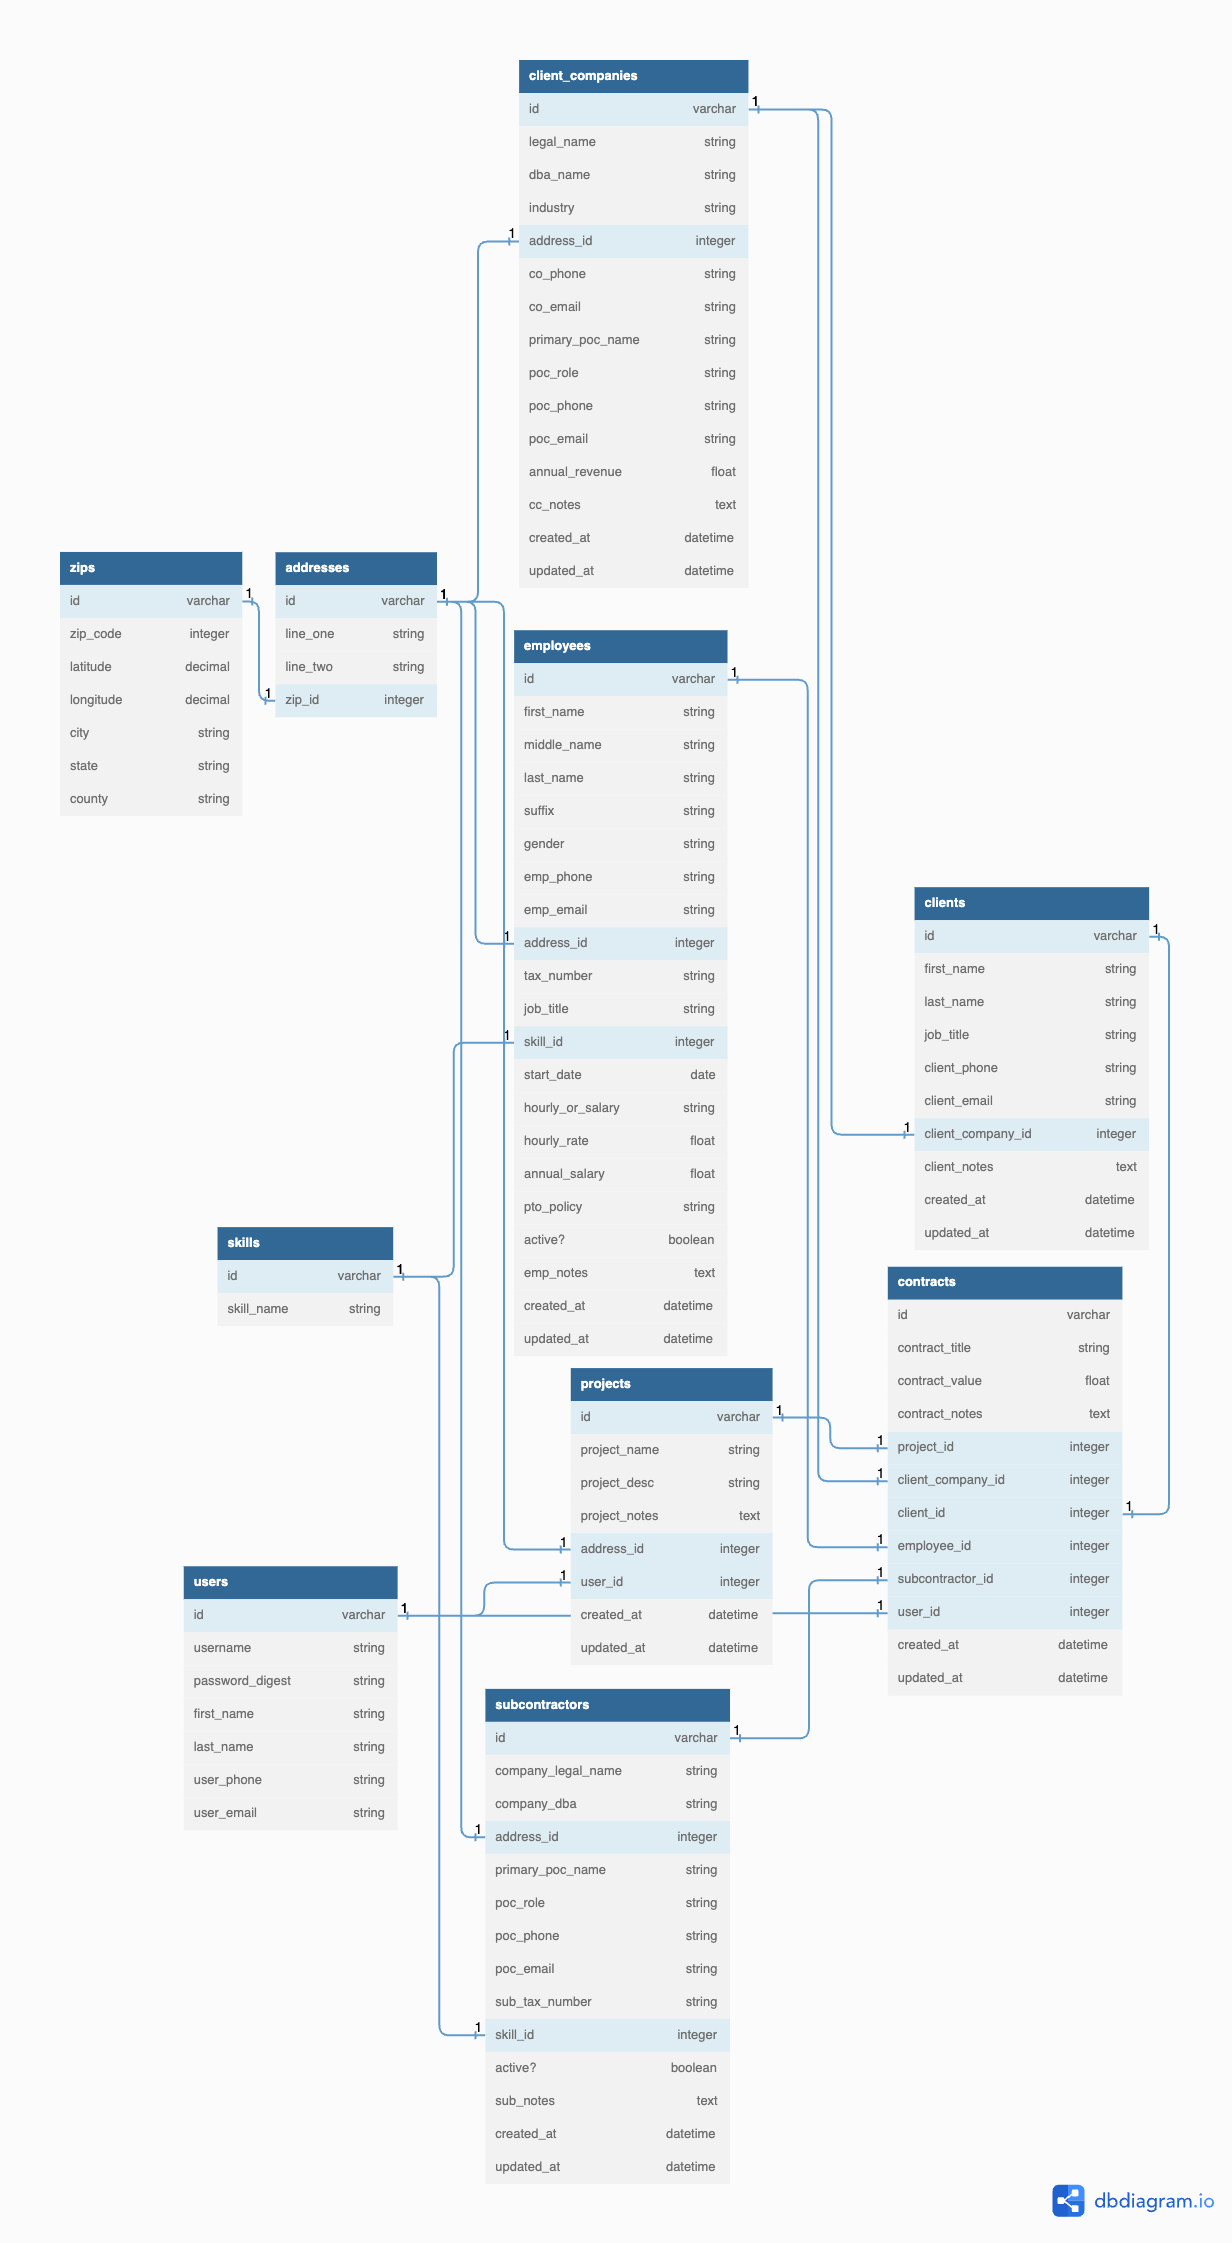 client_companies
1
id varchar
legal_name string
dba_name string
industry string
1
address_id integer
co_phone string
co_email string
primary_poc_name string
poc_role string
poc_phone string
poc_email string
annual_revenue float
cc_notes text
created_at datetime
updated_at datetime
zips
1
id varchar
zip_code integer
latitude decimal
longitude decimal
city string
state string
county string
addresses
1
id varchar
line_one string
line_two string
1
zip_id integer
employees
1
id varchar
first_name string
middle_name string
last_name string
suffix string
gender string
emp_phone string
emp_email string
1
address_id integer
tax_number string
job_title string
1
skill_id integer
start_date date
hourly_or_salary string
hourly_rate float
annual_salary float
pto_policy string
active? boolean
emp_notes text
created_at datetime
updated_at datetime
clients
1
id varchar
first_name string
last_name string
job_title string
client_phone string
client_email string
1
client_company_id integer
client_notes text
created_at datetime
updated_at datetime
skills
1
id varchar
skill_name string
contracts
id varchar
contract_title string
contract_value float
contract_notes text
1
project_id integer
1
client_company_id integer
1
client_id integer
1
employee_id integer
1
subcontractor_id integer
1
user_id integer
created_at datetime
updated_at datetime
projects
1
id varchar
project_name string
project_desc string
project_notes text
1
address_id integer
1
user_id integer
created_at datetime
updated_at datetime
users
1
id varchar
username string
password_digest string
first_name string
last_name string
user_phone string
user_email string
subcontractors
1
id varchar
company_legal_name string
company_dba string
1
address_id integer
primary_poc_name string
poc_role string
poc_phone string
poc_email string
sub_tax_number string
1
skill_id integer
active? boolean
sub_notes text
created_at datetime
updated_at datetime
dbdiagram.io